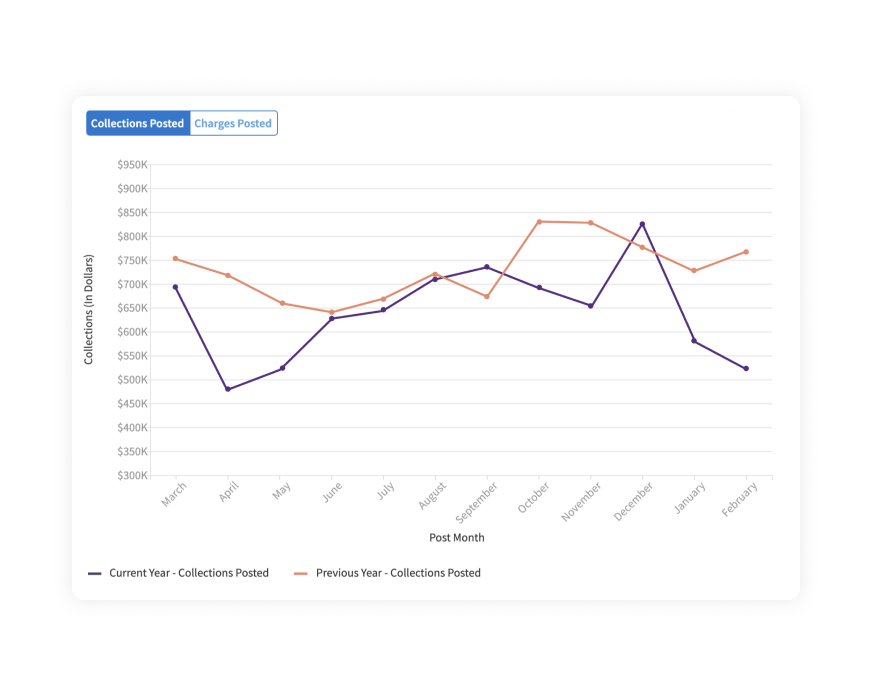 Collections Posted Charges Posted
$950K
$900K
$850K
$800K
$750K
$700K
$650K
$600K
$550K
$500K
$450K
$400K
$350K
$300K
Collections (In Dollars)
March April May June July August September October November December January February
Post Month
Current Year - Collections Posted Previous Year - Collections Posted